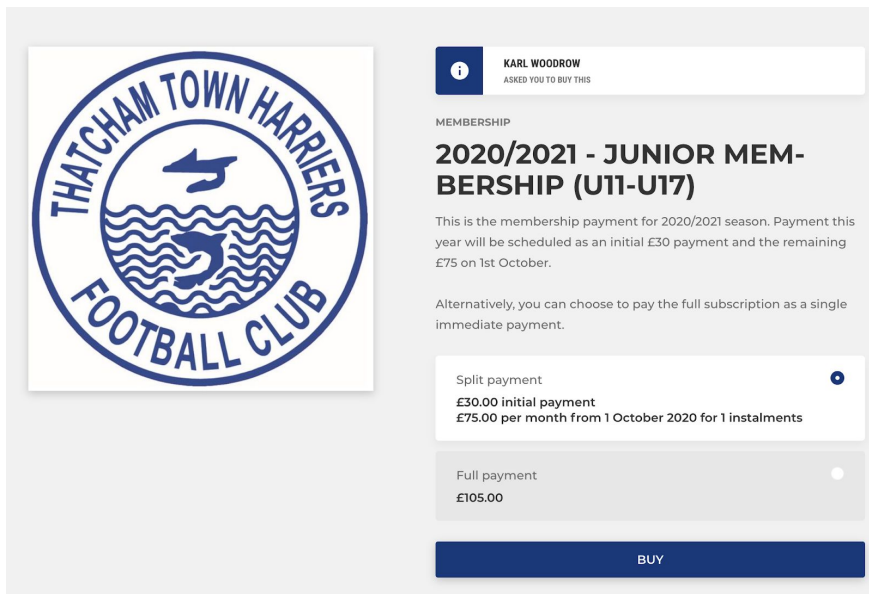 THATCHAM TOWN HARRIERS
FOOTBALL CLUB
KARL WOODROW
ASKED YOU TO BUY THIS
MEMBERSHIP
2020/2021 - JUNIOR MEM-
BERSHIP (U11-U17)
This is the membership payment for 2020/2021 season. Payment this
year will be scheduled as an initial £30 payment and the remaining
£75 on 1st October.
Alternatively, you can choose to pay the full subscription as a single
immediate payment.
Split payment
£30.00 initial payment
£75.00 per month from 1 October 2020 for 1 instalments
Full payment
£105.00
BUY